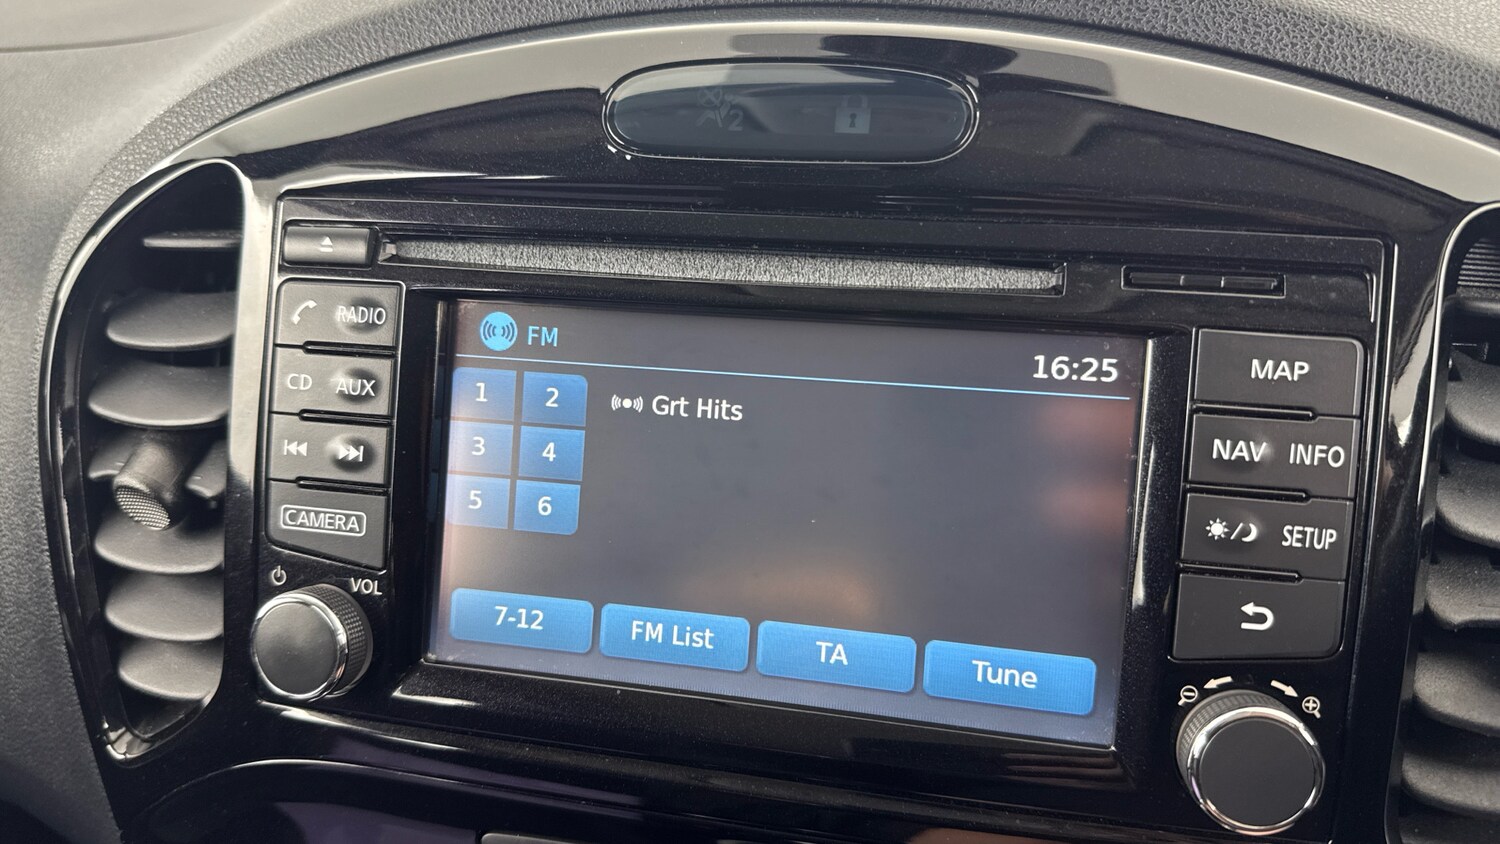 2
RADIO
CD AUX
CAMERA
VOL
FM
16:25
1 2
3 4
5 6
Grt Hits
7-12 FM List TA Tune
MAP
NAV INFO
SETUP